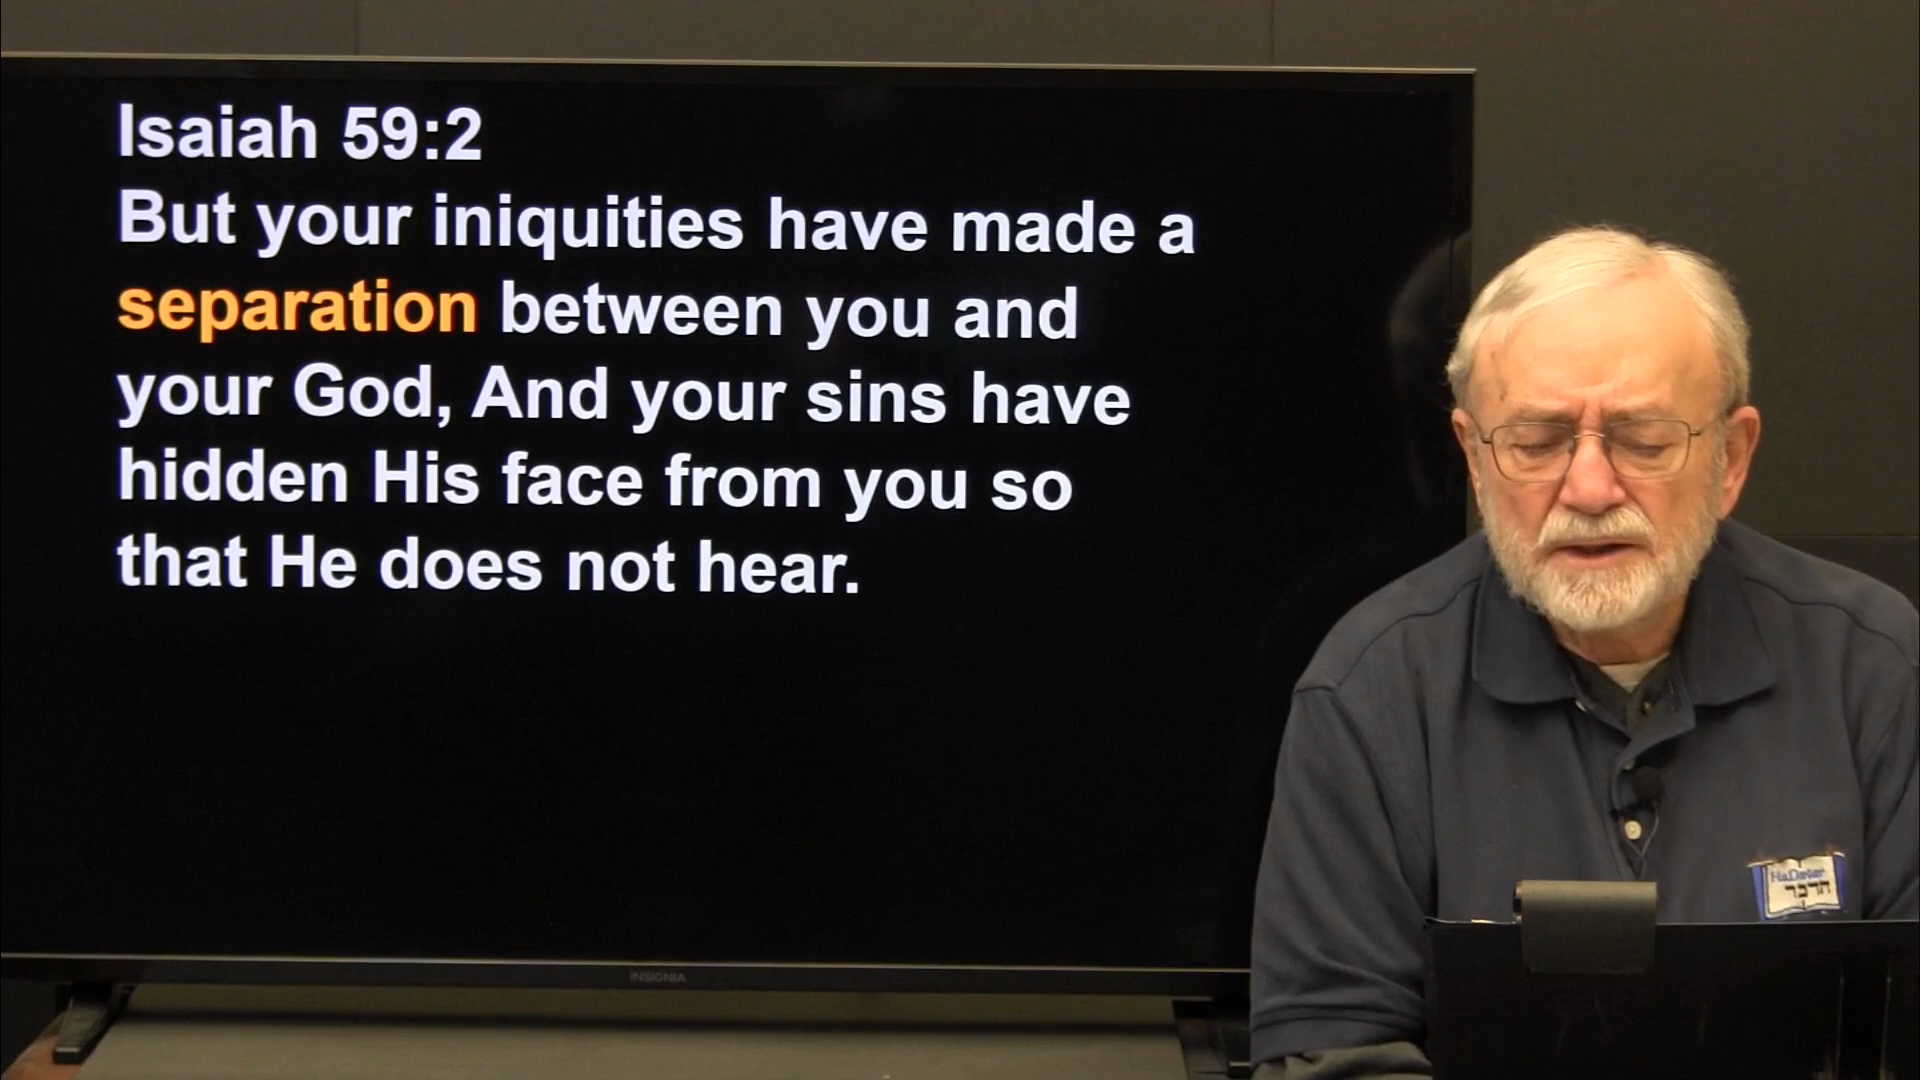 Isaiah 59:2
But your iniquities have made a
separation between you and
your God, And your sins have
hidden His face from you so
that He does not hear.
INSIGNIA
HaDavar
הדבר